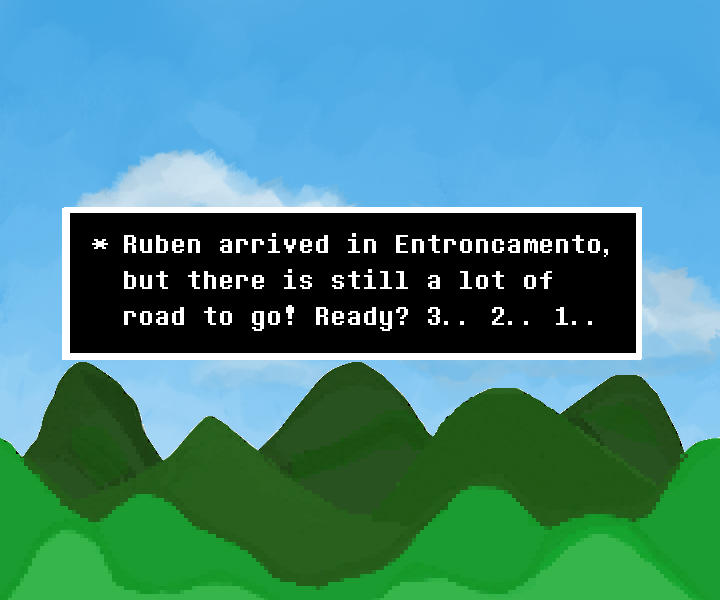 * Ruben arrived in Entroncamento,
but there is still a lot of
road to go! Ready? 3.. 2.. 1..